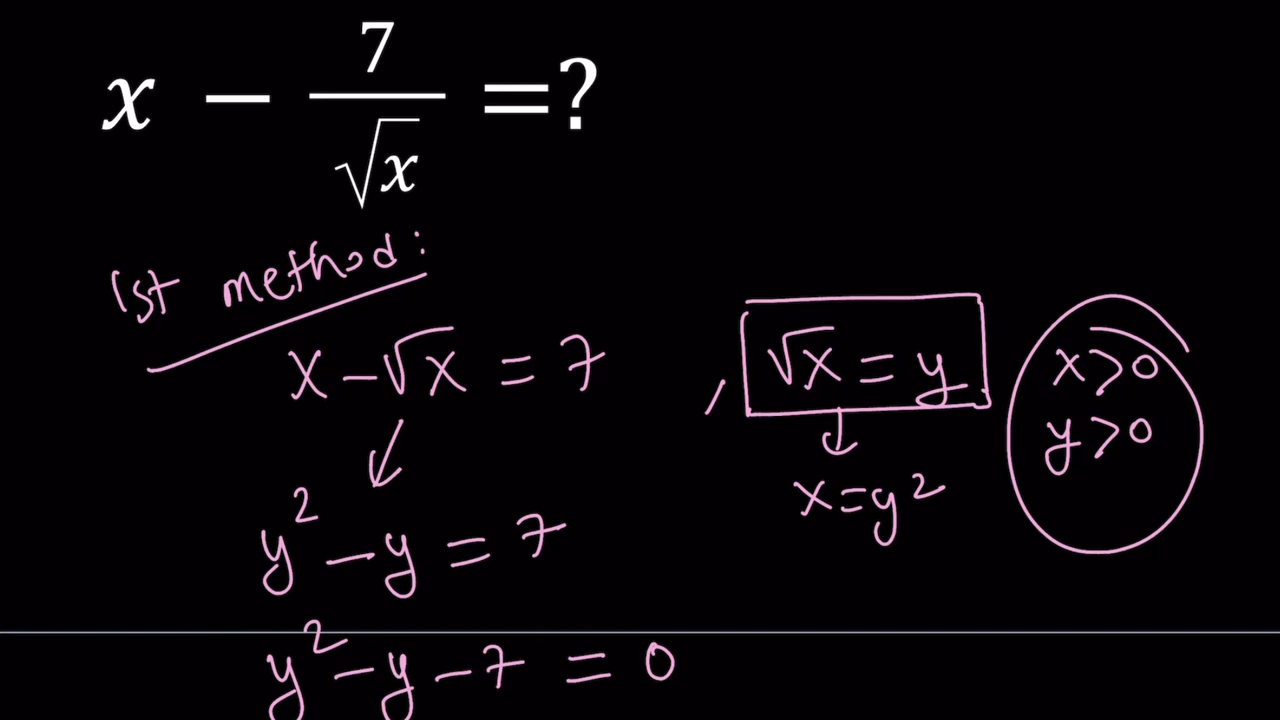 x − 7/√x =?
1st method:
x − √x = 7 , √x = y x>0
y>0
x=y²
y² − y = 7
y² − y − 7 = 0